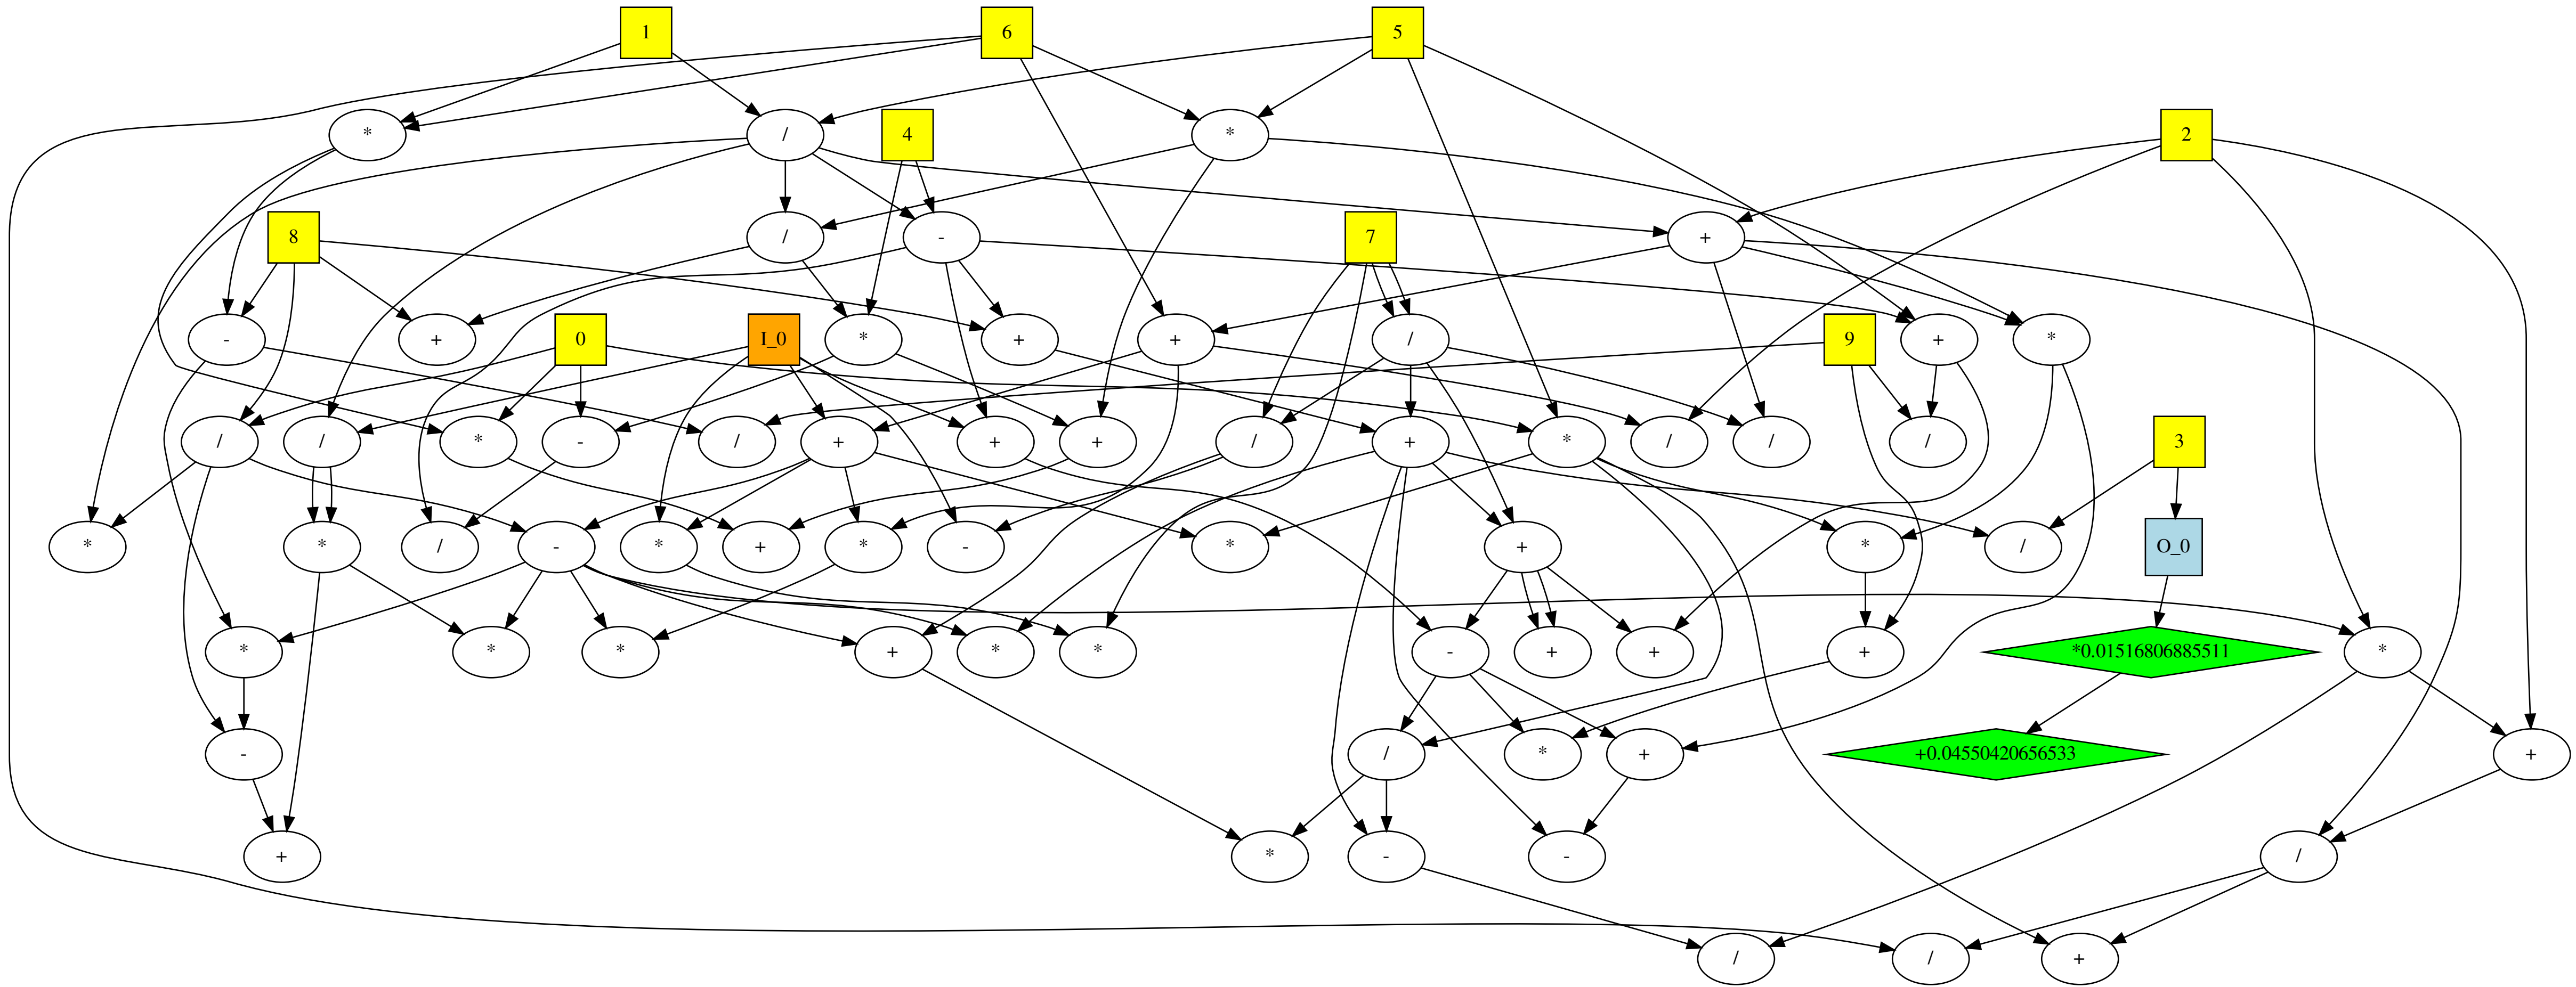 1 6 5
* / 4 * 2
8 / - 7 +
- + 0 I_0 * + + / 9 + *
/ / * - / + + + / + * / / / 3
* * / - * + * - * + * / O_0
* * * + * * - + + + *0.01516806885511 *
- / * + +0.04550420656533 +
+ * - - /
/ / +